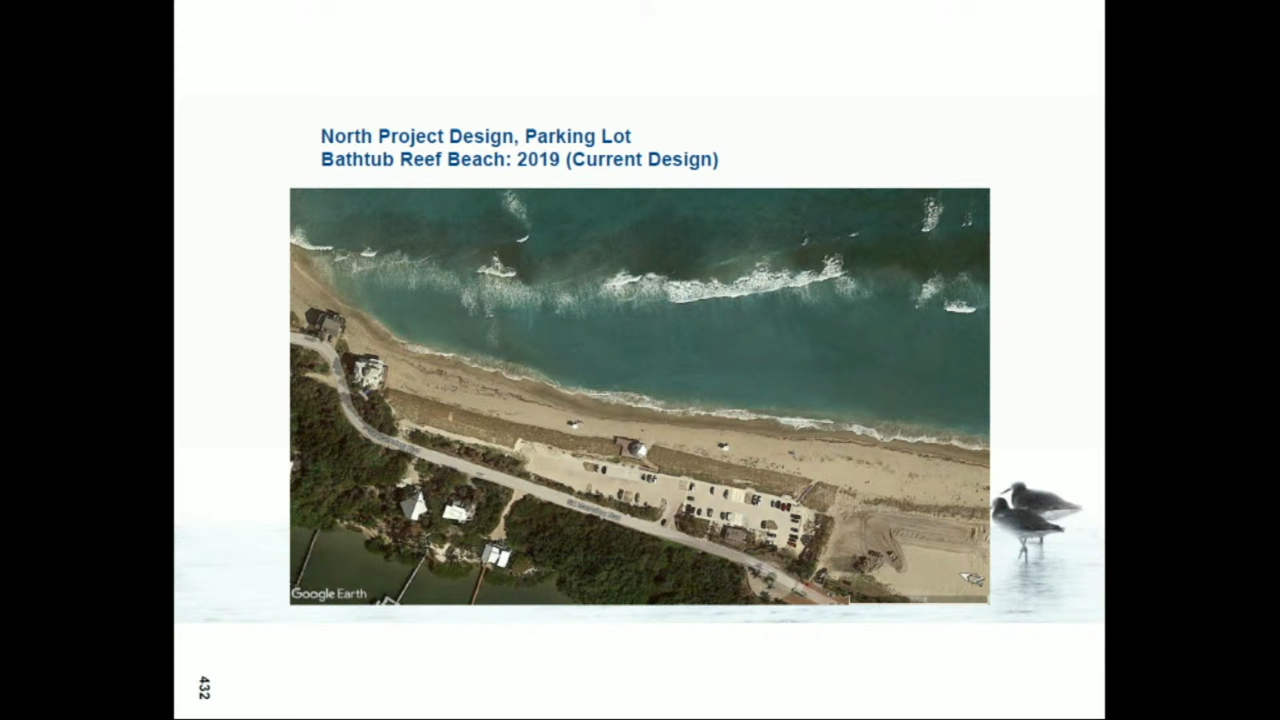 North Project Design, Parking Lot
Bathtub Reef Beach: 2019 (Current Design)
Google Earth
432